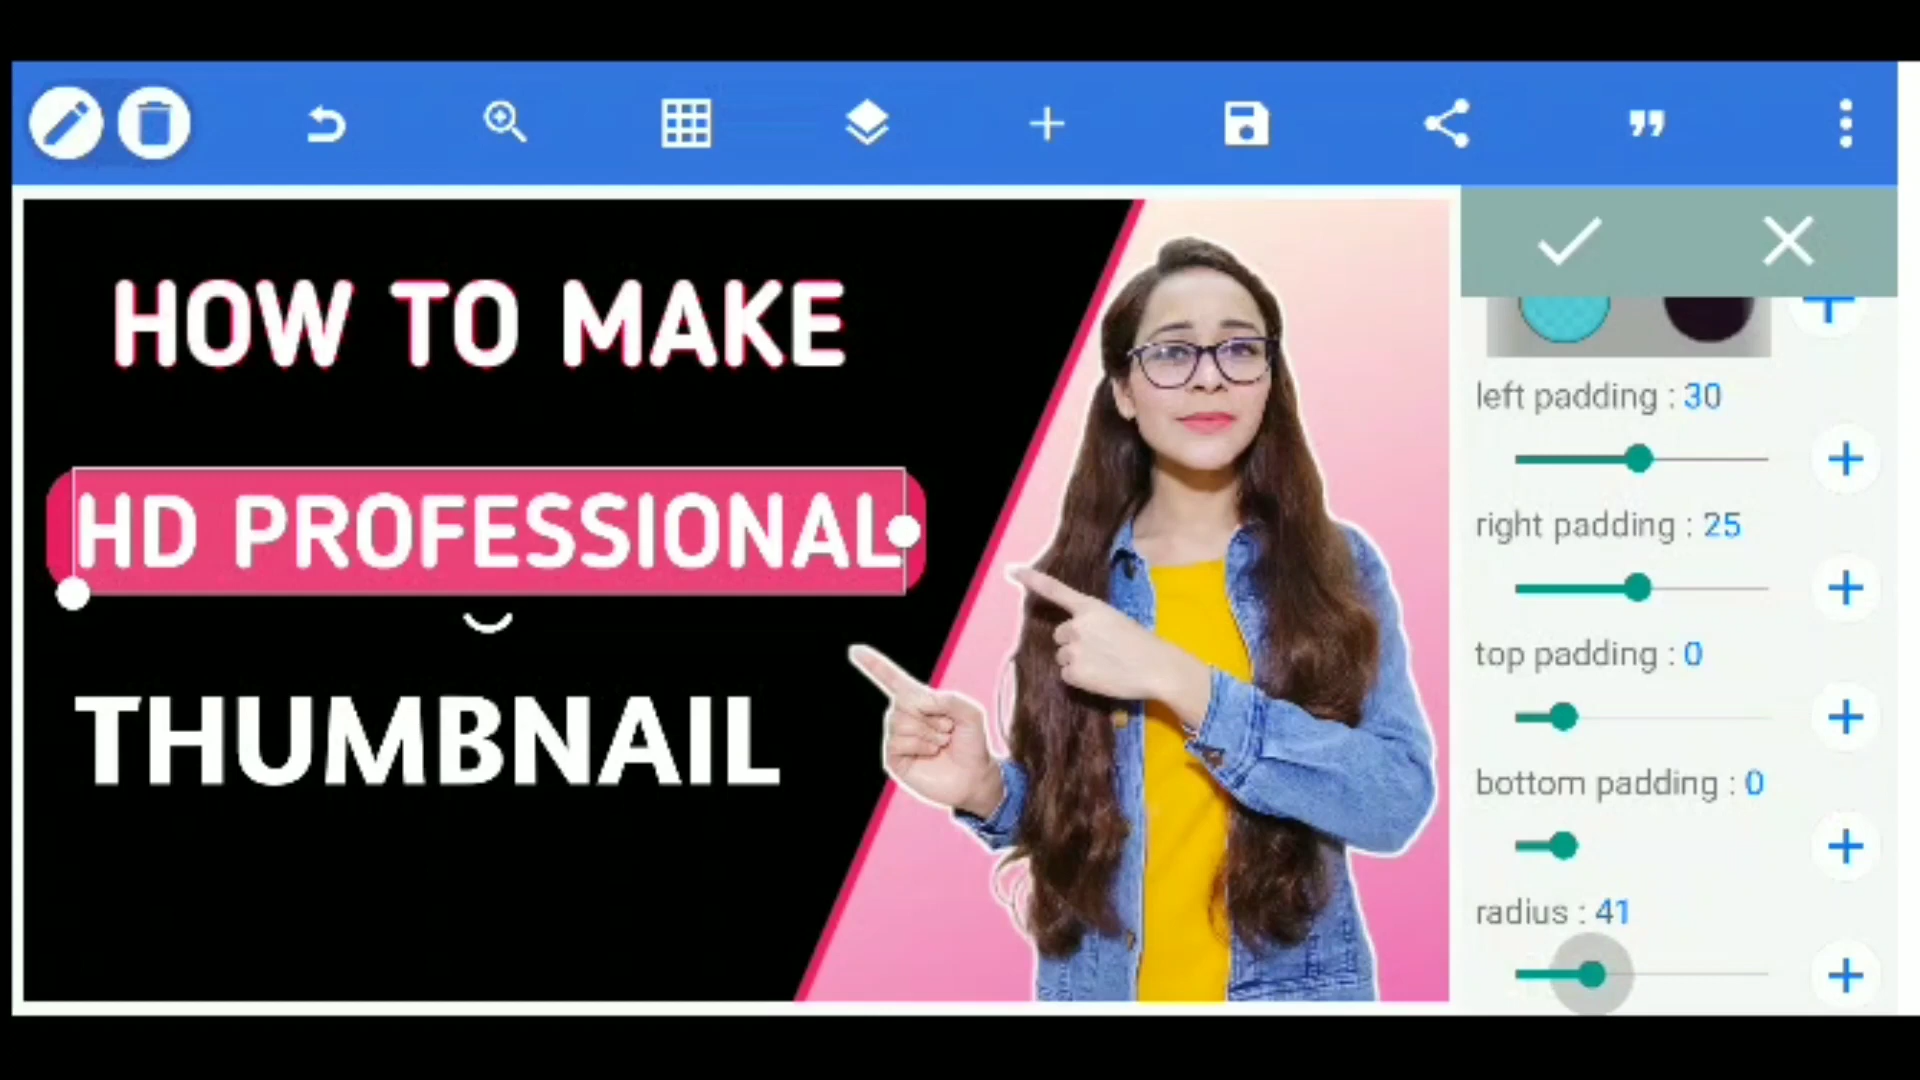 HOW TO MAKE
HD PROFESSIONAL
THUMBNAIL
left padding : 30
right padding : 25
top padding : 0
bottom padding : 0
radius : 41